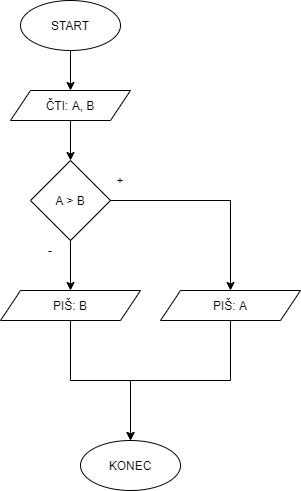 START
ČTI: A, B
A > B
+
-
PIŠ: B
PIŠ: A
KONEC